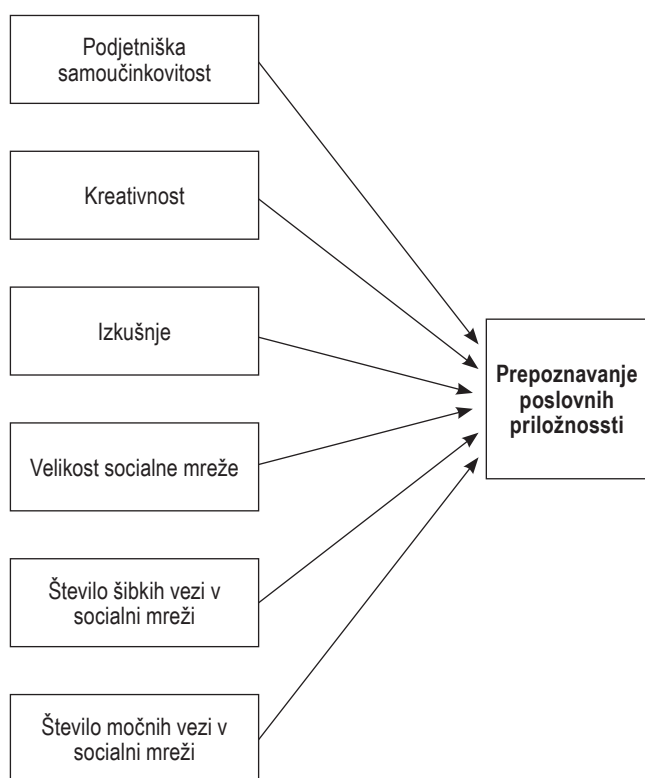 Podjetniška
samoučinkovitost
Kreativnost
Izkušnje
Velikost socialne mreže
Število šibkih vezi v
socialni mreži
Število močnih vezi v
socialni mreži
Prepoznavanje
poslovnih
priložnossti